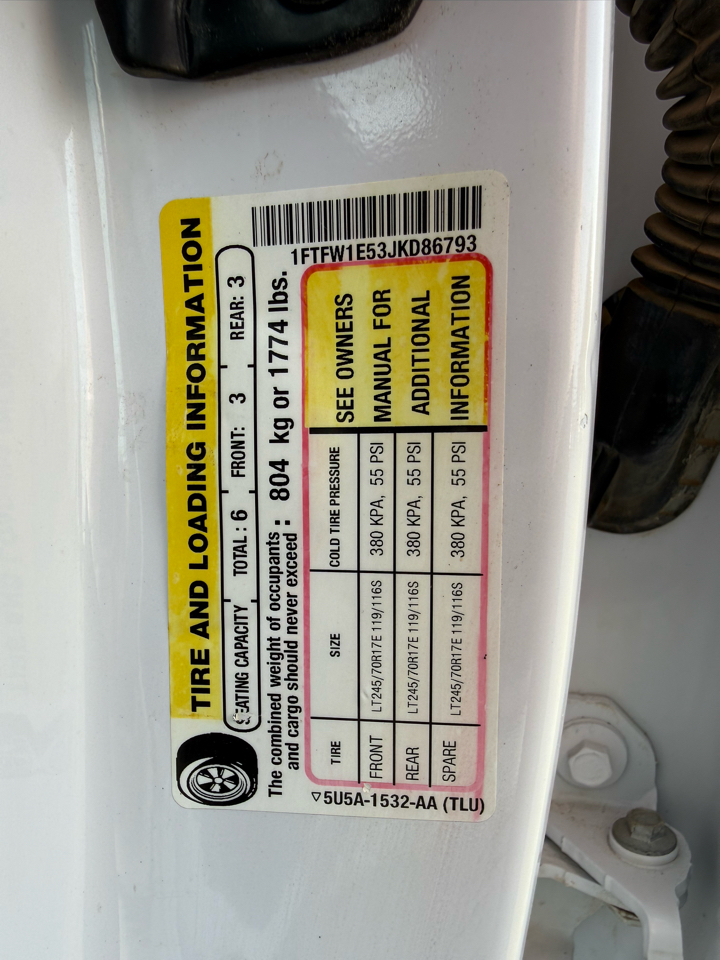 TIRE AND LOADING INFORMATION
SEATING CAPACITY TOTAL : 6 FRONT: 3 REAR: 3
The combined weight of occupants
and cargo should never exceed : 804 kg or 1774 lbs.
1FTFW1E53JKD86793
TIRE SIZE COLD TIRE PRESSURE
FRONT LT245/70R17E 119/116S 380 KPA, 55 PSI
REAR LT245/70R17E 119/116S 380 KPA, 55 PSI
SPARE LT245/70R17E 119/116S 380 KPA, 55 PSI
SEE OWNERS
MANUAL FOR
ADDITIONAL
INFORMATION
▽5U5A-1532-AA (TLU)